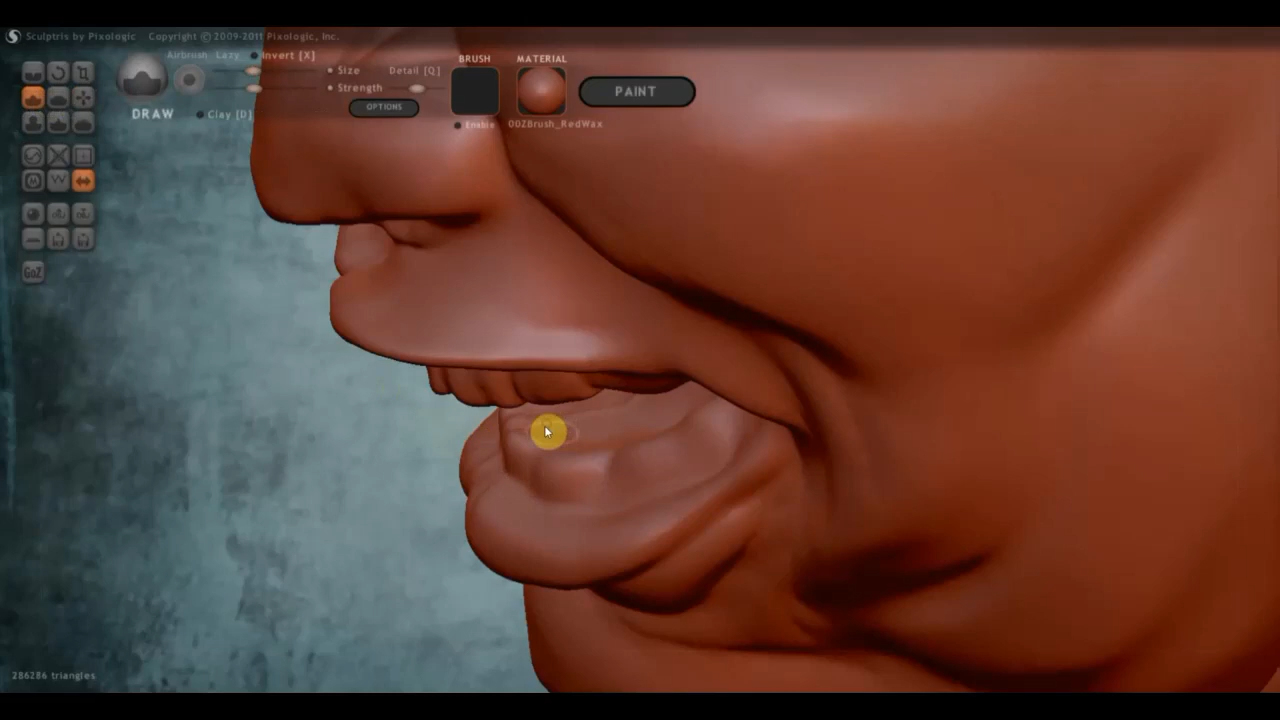 Sculptris by Pixologic Copyright © 2009-2011 Pixologic, Inc.
Airbrush Lazy Invert [X]
BRUSH MATERIAL
Size Detail [Q]
Strength
PAINT
OPTIONS
DRAW Clay [D]
Enable 00ZBrush_RedWax
GoZ
286286 triangles